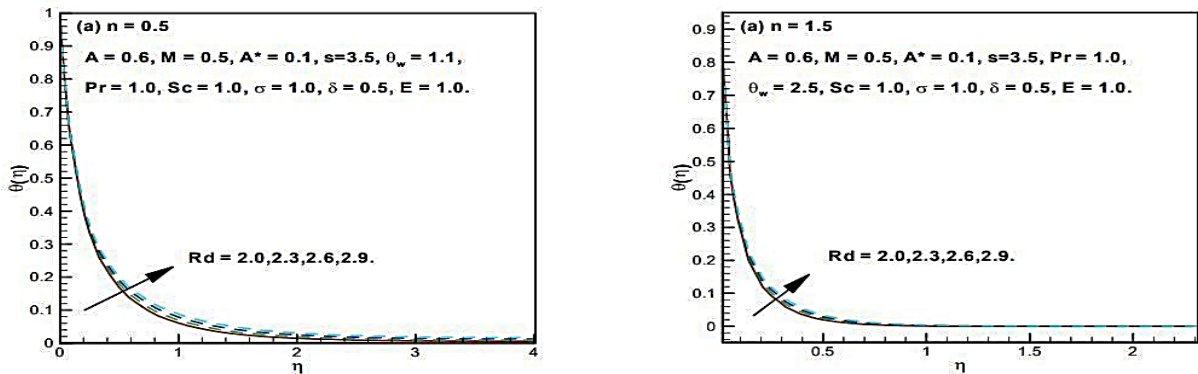 1
0.9
0.8
0.7
0.6
0.5
0.4
0.3
0.2
0.1
0
θ(η)
(a) n = 0.5
A = 0.6, M = 0.5, A* = 0.1, s=3.5, θw = 1.1,
Pr = 1.0, Sc = 1.0, σ = 1.0, δ = 0.5, E = 1.0.
Rd = 2.0,2.3,2.6,2.9.
0 1 2 3 4
η
0.9
0.8
0.7
0.6
0.5
0.4
0.3
0.2
0.1
0
θ(η)
(a) n = 1.5
A = 0.6, M = 0.5, A* = 0.1, s=3.5, Pr = 1.0,
θw = 2.5, Sc = 1.0, σ = 1.0, δ = 0.5, E = 1.0.
Rd = 2.0,2.3,2.6,2.9.
0.5 1 1.5 2
η